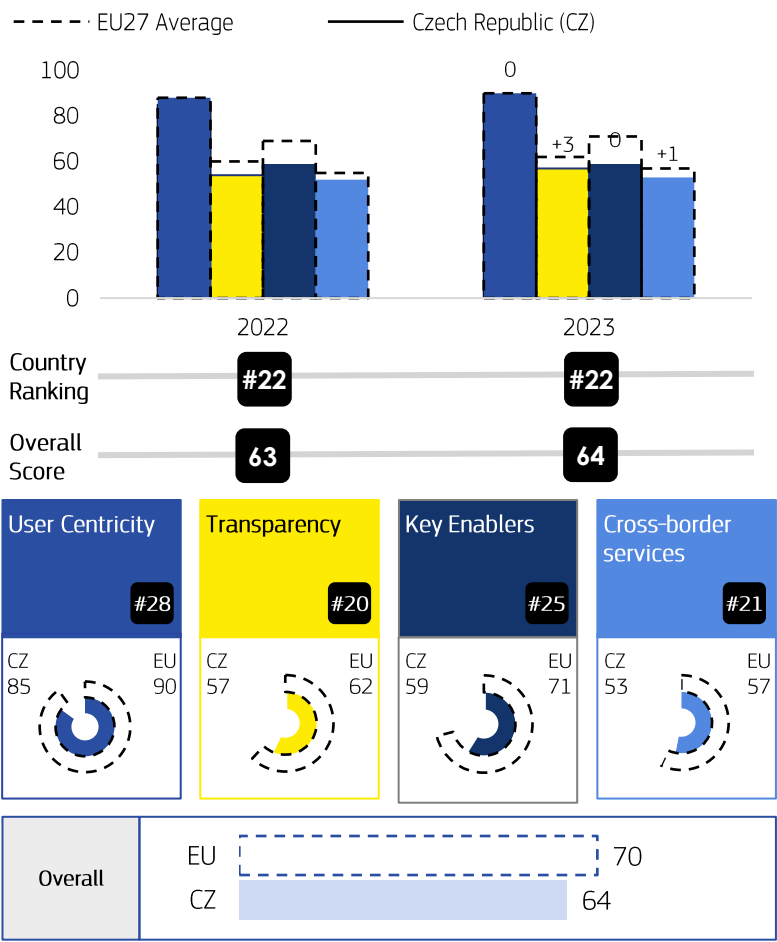 EU27 Average
Czech Republic (CZ)
100
80
60
40
20
0
0
+3
0
+1
2022
2023
Country
Ranking
#22
#22
Overall
Score
63
64
User Centricity
#28
Transparency
#20
Key Enablers
#25
Cross-border
services
#21
CZ
85
EU
90
CZ
57
EU
62
CZ
59
EU
71
CZ
53
EU
57
Overall
EU
70
CZ
64